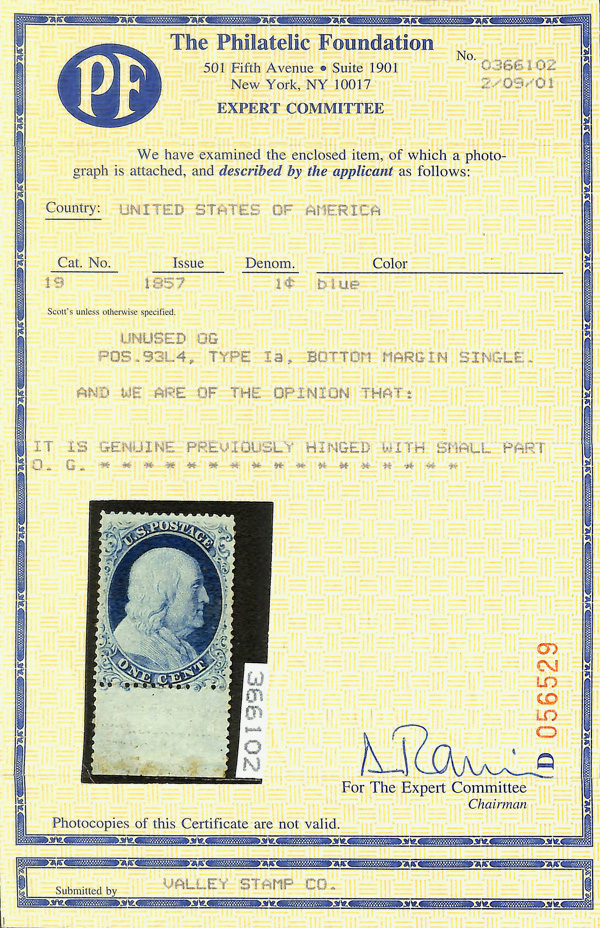 PF
The Philatelic Foundation
501 Fifth Avenue • Suite 1901
New York, NY 10017
EXPERT COMMITTEE
No. 0366102
2/09/01
We have examined the enclosed item, of which a photo-
graph is attached, and described by the applicant as follows:
Country: UNITED STATES OF AMERICA
Cat. No. Issue Denom. Color
19 1857 1¢ blue
Scott's unless otherwise specified.
UNUSED OG
POS.93L4, TYPE Ia, BOTTOM MARGIN SINGLE.
AND WE ARE OF THE OPINION THAT:
IT IS GENUINE PREVIOUSLY HINGED WITH SMALL PART
O. G. * * * * * * * * * * * * * * * * *
U.S. POSTAGE
ONE CENT
366102
D 056529
For The Expert Committee
Chairman
Photocopies of this Certificate are not valid.
Submitted by VALLEY STAMP CO.